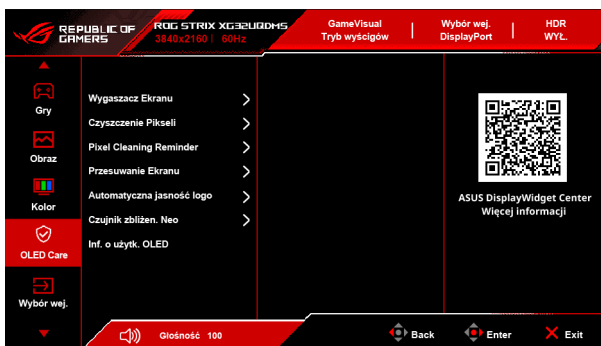 REPUBLIC OF
GAMERS
ROG STRIX XG32UQDMS
3840x2160 | 60Hz
GameVisual
Tryb wyścigów
Wybór wej.
DisplayPort
HDR
WYŁ.
Gry
Obraz
Kolor
OLED Care
Wybór wej.
Wygaszacz Ekranu
Czyszczenie Pikseli
Pixel Cleaning Reminder
Przesuwanie Ekranu
Automatyczna jasność logo
Czujnik zbliżen. Neo
Inf. o użytk. OLED
ASUS DisplayWidget Center
Więcej informacji
Głośność 100
Back
Enter
Exit